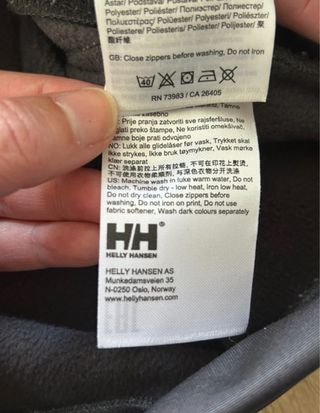 Polyester/Poliester/Полиестер/
Polyester/Polyester/Poliester/聚
酯纤维
GB: Close zippers before washing, Do not iron
40
RN 73983 / CA 26405
Prije pranja zatvoriti sve rajsferšluse, Ne
glati preko štampe, Ne koristiti omekšivač,
tamne boje prati odvojeno
NO: Lukk alle glidelåser før vask, Trykket skal
ikke strykes, Ikke bruk tøymykner, Vask mørke
klær separat
CN: 洗涤前拉上所有拉链, 不可在印花上熨烫,
不可使用衣物柔顺剂, 与深色衣物分开洗涤
US: Machine wash in luke warm water, Do not
bleach, Tumble dry - low heat, Iron low heat,
Do not dry clean, Close zippers before
washing, Do not iron on print, Do not use
fabric softener, Wash dark colours separately
HH
HELLY HANSEN
HELLY HANSEN AS
Munkedamsveien 35
N-0250 Oslo, Norway
www.hellyhansen.com